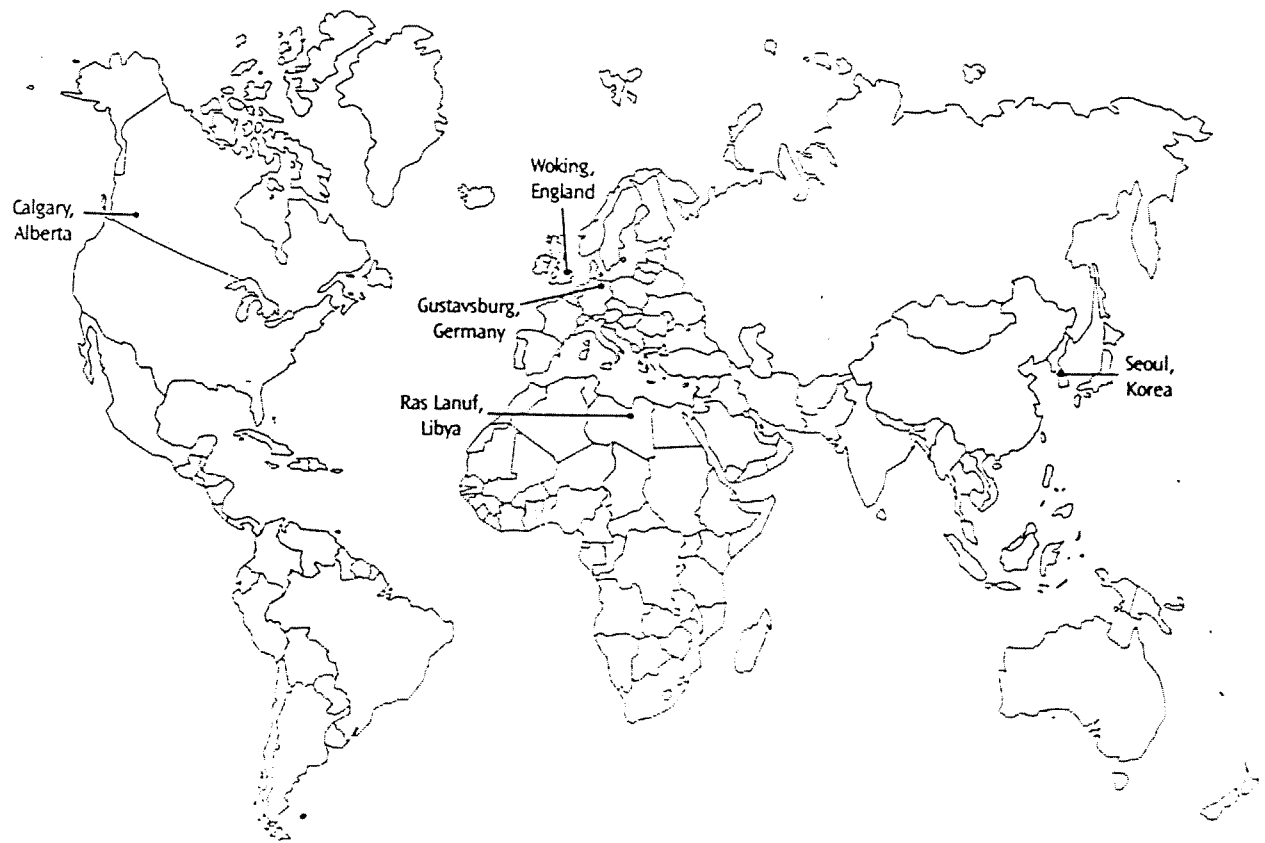 Woking,
England
Calgary,
Alberta
Gustavsburg,
Germany
Seoul,
Korea
Ras Lanuf,
Libya